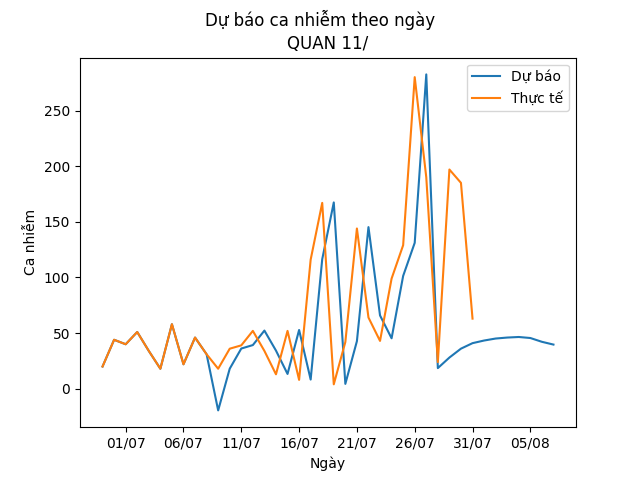 Dự báo ca nhiễm theo ngày
QUAN 11/
Dự báo
Thực tế
250
200
150
100
50
0
Ca nhiễm
01/07 06/07 11/07 16/07 21/07 26/07 31/07 05/08
Ngày